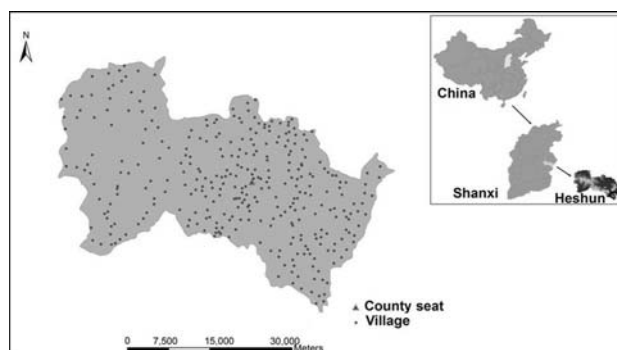 N
China
Shanxi
Heshun
County seat
Village
0 7,500 15,000 30,000
Meters